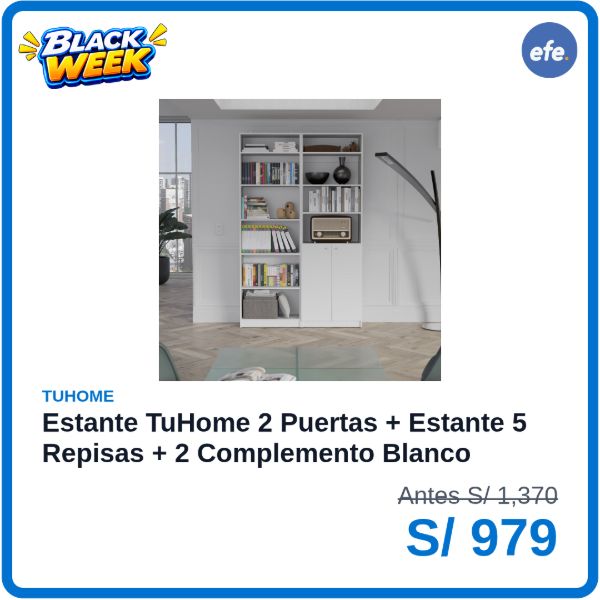 BLACK
WEEK
efe.
TUHOME
Estante TuHome 2 Puertas + Estante 5
Repisas + 2 Complemento Blanco
Antes S/ 1,370
S/ 979